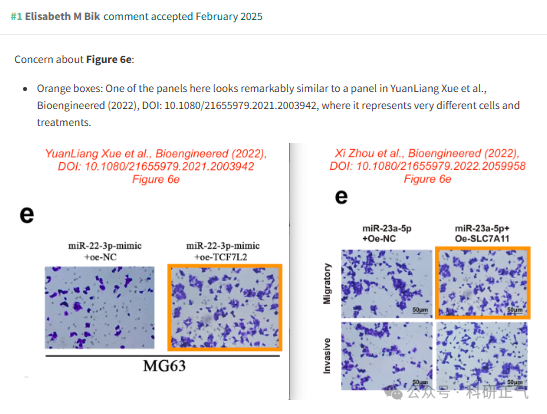 #1 Elisabeth M Bik comment accepted February 2025
Concern about Figure 6e:
• Orange boxes: One of the panels here looks remarkably similar to a panel in YuanLiang Xue et al.,
Bioengineered (2022), DOI: 10.1080/21655979.2021.2003942, where it represents very different cells and
treatments.
YuanLiang Xue et al., Bioengineered (2022),
DOI: 10.1080/21655979.2021.2003942
Figure 6e
e
miR-22-3p-mimic
+oe-NC
miR-22-3p-mimic
+oe-TCF7L2
MG63
Xi Zhou et al., Bioengineered (2022),
DOI: 10.1080/21655979.2022.2059958
Figure 6e
e
miR-23a-5p
+Oe-NC
miR-23a-5p+
Oe-SLC7A11
Migratory
50μm
50μm
Invasive
50μm
50μm
公众号 · 科研正气